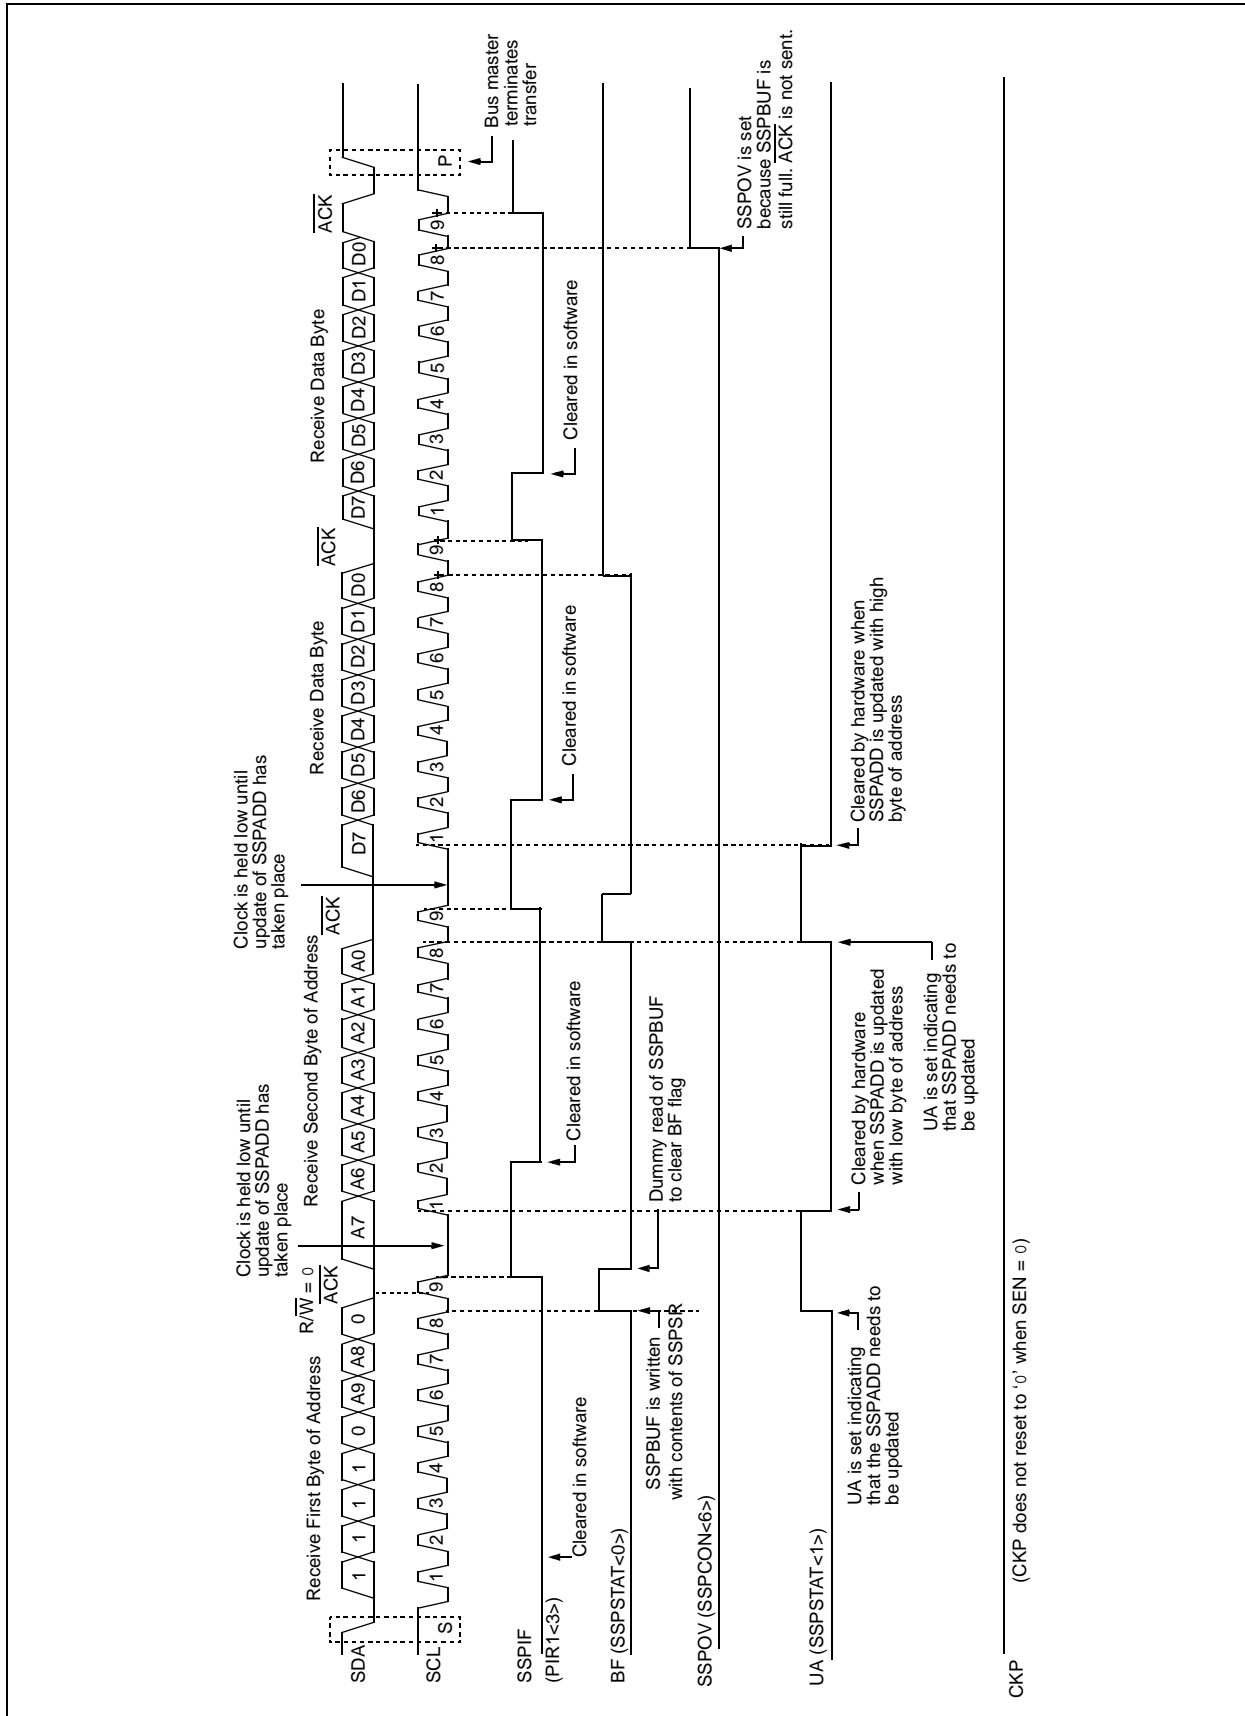 Receive First Byte of Address
R/W = 0
ACK
Clock is held low until
update of SSPADD has
taken place
Receive Second Byte of Address
ACK
Clock is held low until
update of SSPADD has
taken place
Receive Data Byte
ACK
Receive Data Byte
ACK
SDA
1 1 1 1 0 A9 A8 0
A7 A6 A5 A4 A3 A2 A1 A0
D7 D6 D5 D4 D3 D2 D1 D0
D7 D6 D5 D4 D3 D2 D1 D0
SCL
S
1 2 3 4 5 6 7 8 9
1 2 3 4 5 6 7 8 9
1 2 3 4 5 6 7 8 9
1 2 3 4 5 6 7 8 9
P
Bus master
terminates
transfer
SSPIF
(PIR1<3>)
Cleared in software
Cleared in software
Cleared in software
Cleared in software
BF (SSPSTAT<0>)
SSPBUF is written
with contents of SSPSR
Dummy read of SSPBUF
to clear BF flag
SSPOV (SSPCON<6>)
SSPOV is set
because SSPBUF is
still full. ACK is not sent.
UA (SSPSTAT<1>)
UA is set indicating
that the SSPADD needs to
be updated
Cleared by hardware
when SSPADD is updated
with low byte of address
UA is set indicating
that SSPADD needs to
be updated
Cleared by hardware when
SSPADD is updated with high
byte of address
CKP
(CKP does not reset to ‘0’ when SEN = 0)